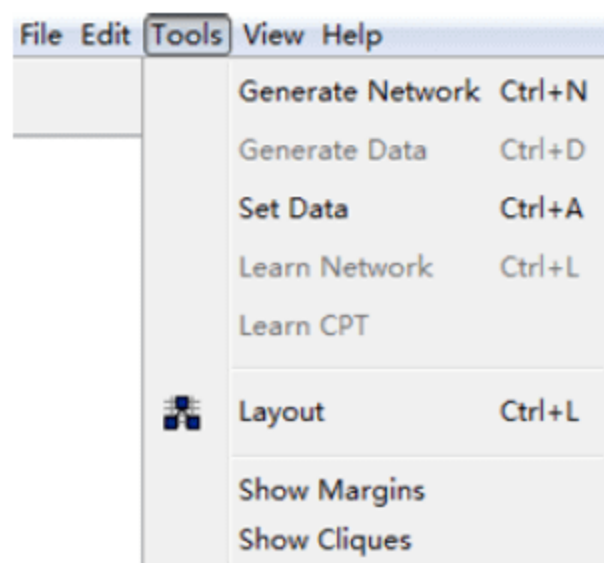 File Edit Tools View Help
Generate Network Ctrl+N
Generate Data Ctrl+D
Set Data Ctrl+A
Learn Network Ctrl+L
Learn CPT
Layout Ctrl+L
Show Margins
Show Cliques